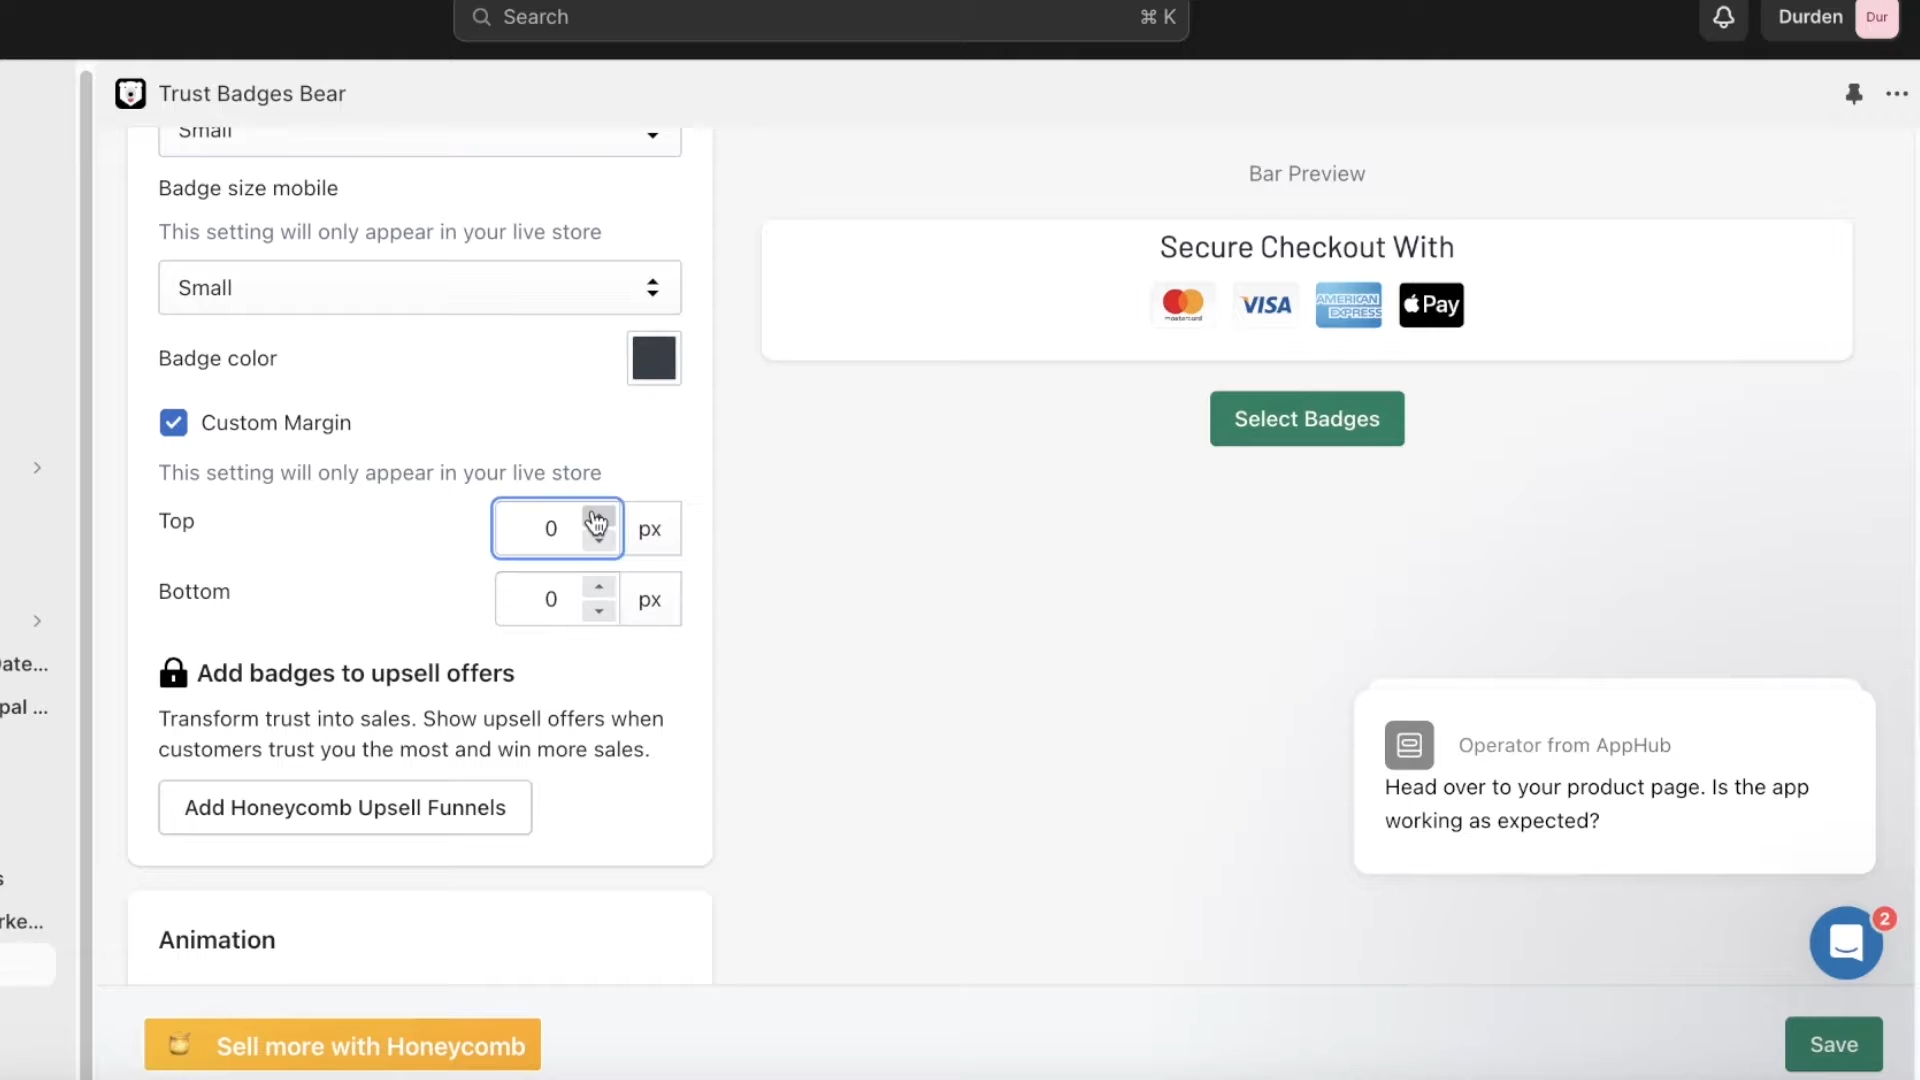 Search
⌘ K
Durden
Dur
Trust Badges Bear
Small
Badge size mobile
This setting will only appear in your live store
Small
Badge color
Custom Margin
This setting will only appear in your live store
Top
0
px
Bottom
0
px
Add badges to upsell offers
Transform trust into sales. Show upsell offers when
customers trust you the most and win more sales.
Add Honeycomb Upsell Funnels
Animation
Sell more with Honeycomb
Bar Preview
Secure Checkout With
mastercard
VISA
AMERICAN
EXPRESS
Pay
Select Badges
Operator from AppHub
Head over to your product page. Is the app
working as expected?
2
Save
pal ...
rke...
s